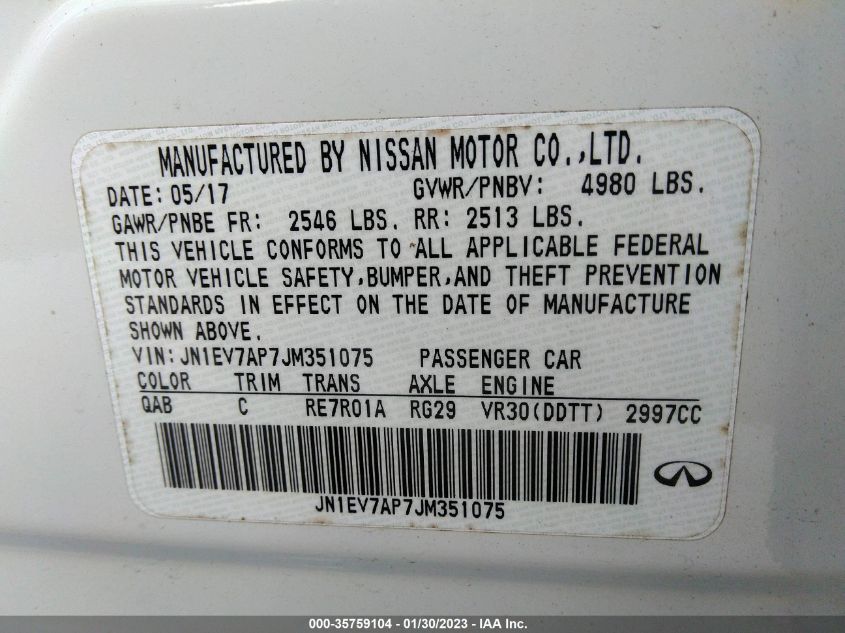 MANUFACTURED BY NISSAN MOTOR CO.,LTD.
DATE: 05/17 GVWR/PNBV: 4980 LBS.
GAWR/PNBE FR: 2546 LBS. RR: 2513 LBS.
THIS VEHICLE CONFORMS TO ALL APPLICABLE FEDERAL
MOTOR VEHICLE SAFETY,BUMPER,AND THEFT PREVENTION
STANDARDS IN EFFECT ON THE DATE OF MANUFACTURE
SHOWN ABOVE.
VIN: JN1EV7AP7JM351075 PASSENGER CAR
COLOR TRIM TRANS AXLE ENGINE
QAB C RE7R01A RG29 VR30(DDTT) 2997CC
JN1EV7AP7JM351075
000-35759104 - 01/30/2023 - IAA Inc.